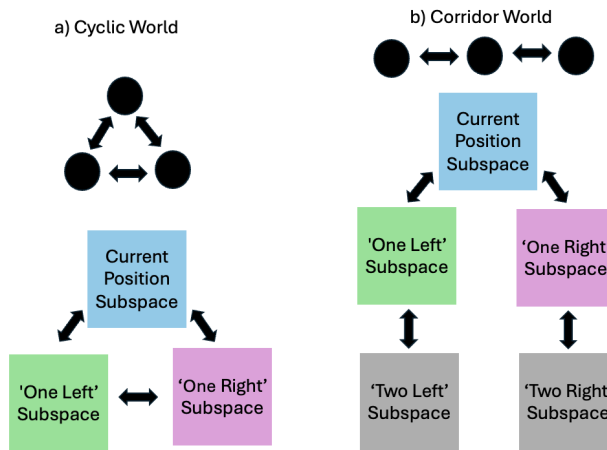 a) Cyclic World
b) Corridor World
Current
Position
Subspace
'One Left’
Subspace
‘One Right’
Subspace
Current
Position
Subspace
'One Left’
Subspace
‘One Right’
Subspace
‘Two Left’
Subspace
‘Two Right’
Subspace